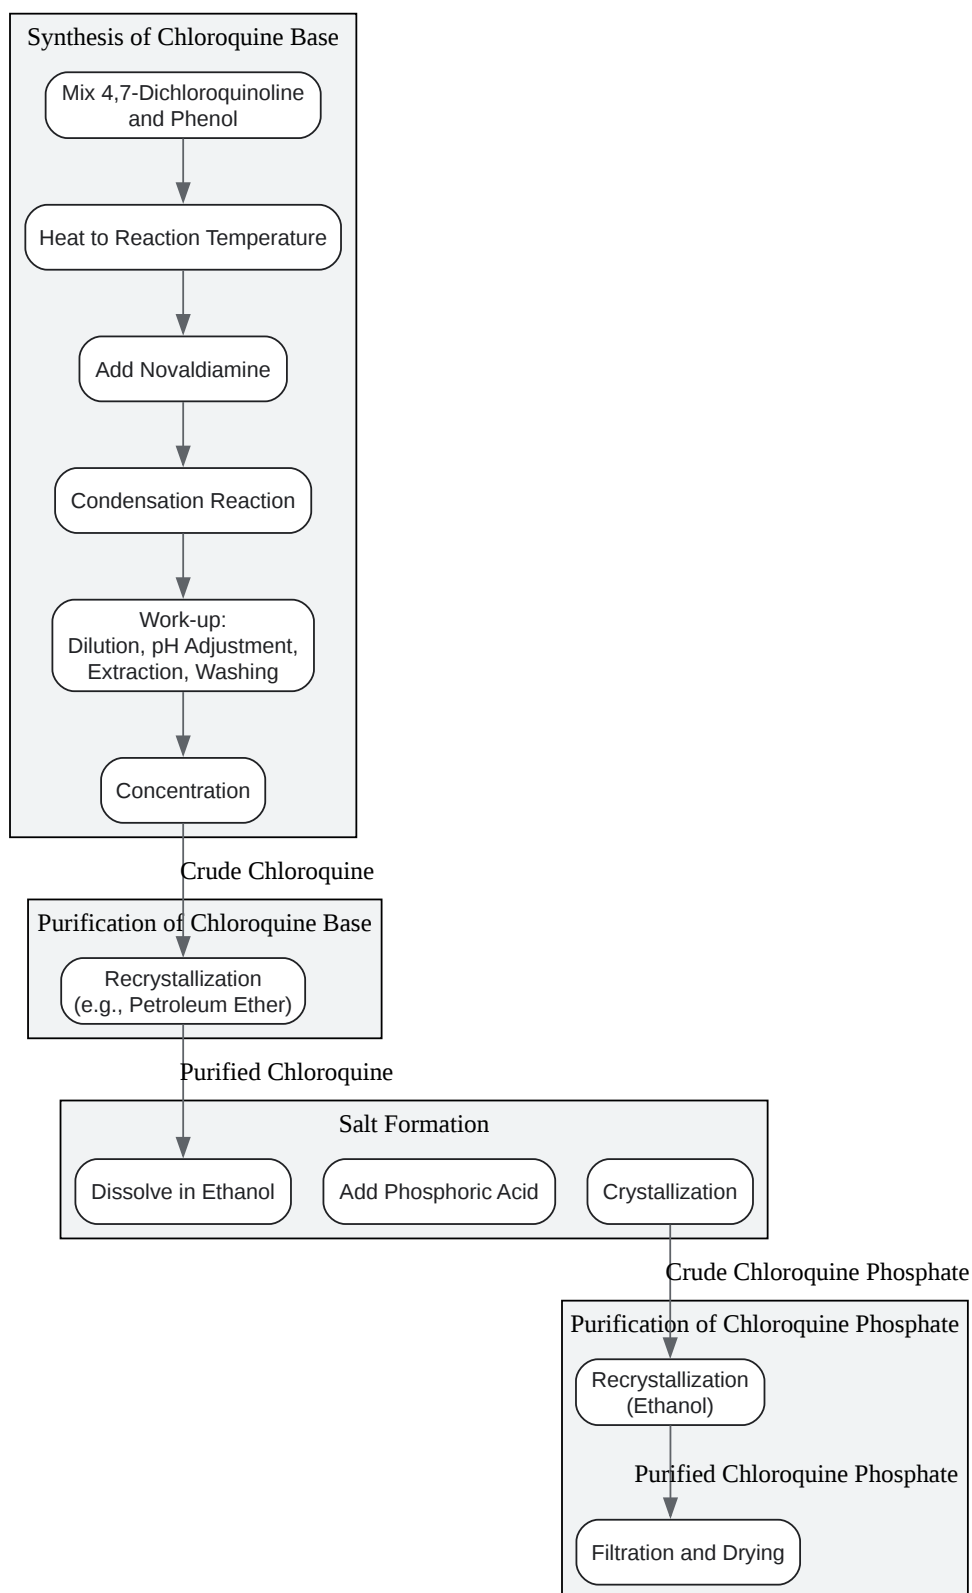 Synthesis of Chloroquine Base
Mix 4,7-Dichloroquinoline
and Phenol
Heat to Reaction Temperature
Add Novaldiamine
Condensation Reaction
Work-up:
Dilution, pH Adjustment,
Extraction, Washing
Concentration
Crude Chloroquine
Purification of Chloroquine Base
Recrystallization
(e.g., Petroleum Ether)
Purified Chloroquine
Salt Formation
Dissolve in Ethanol
Add Phosphoric Acid
Crystallization
Crude Chloroquine Phosphate
Purification of Chloroquine Phosphate
Recrystallization
(Ethanol)
Purified Chloroquine Phosphate
Filtration and Drying